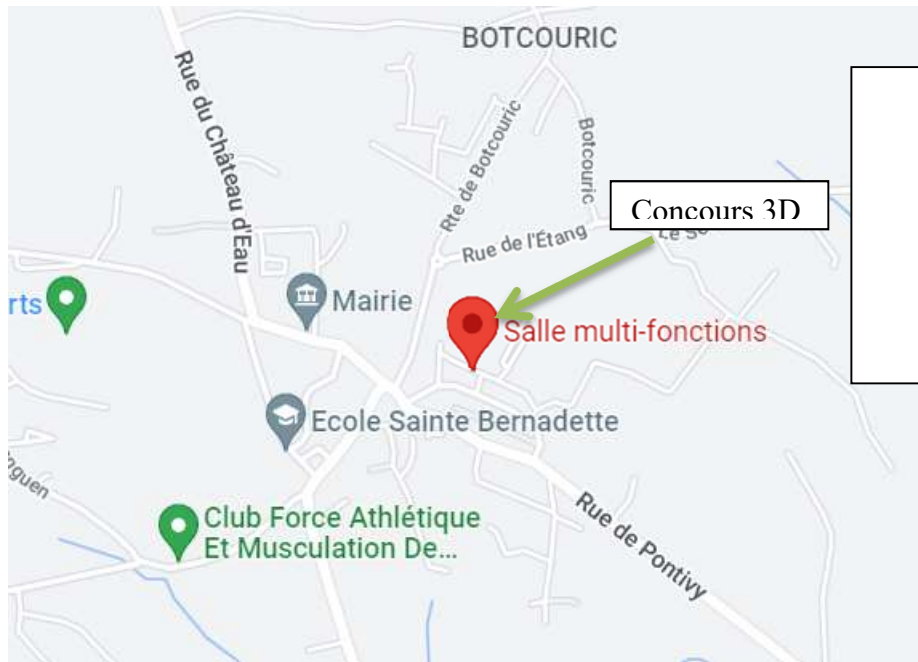 BOTCOURIC
Rue du Château d'Eau
Rte de Botcouric
Botcouric
Concours 3D
Rue de l'Étang
Le
rts
Mairie
Salle multi-fonctions
Ecole Sainte Bernadette
nguen
Club Force Athlétique
Et Musculation De...
Rue de Pontivy